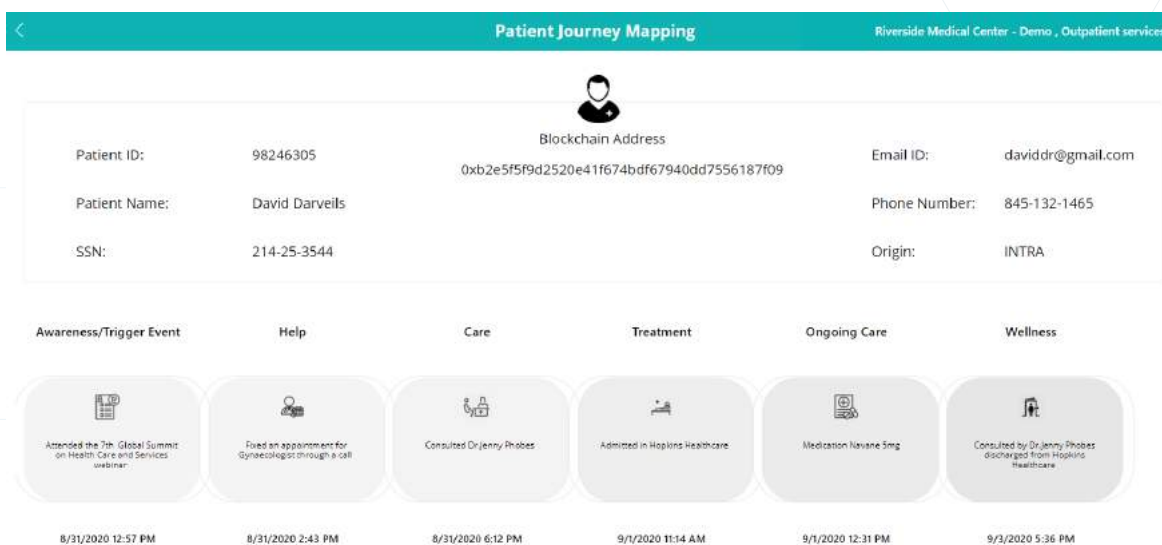 Patient Journey Mapping
Riverside Medical Center - Demo , Outpatient services
Blockchain Address
0xb2e5f5f9d2520e41f674bdf67940dd7556187f09
Patient ID: 98246305
Email ID: daviddr@gmail.com
Patient Name: David Darveils
Phone Number: 845-132-1465
SSN: 214-25-3544
Origin: INTRA
Awareness/Trigger Event
Help
Care
Treatment
Ongoing Care
Wellness
Attended the 7th Global Summit
on Health Care and Services
webinar
Fixed an appointment for
Gynaecologist through a call
Consulted Dr.Jenny Phobes
Admitted in Hopkins Healthcare
Medication Navane 5mg
Consulted by Dr.Jenny Phobes
discharged from Hopkins
Healthcare
8/31/2020 12:57 PM
8/31/2020 2:43 PM
8/31/2020 6:12 PM
9/1/2020 11:14 AM
9/1/2020 12:31 PM
9/3/2020 5:36 PM